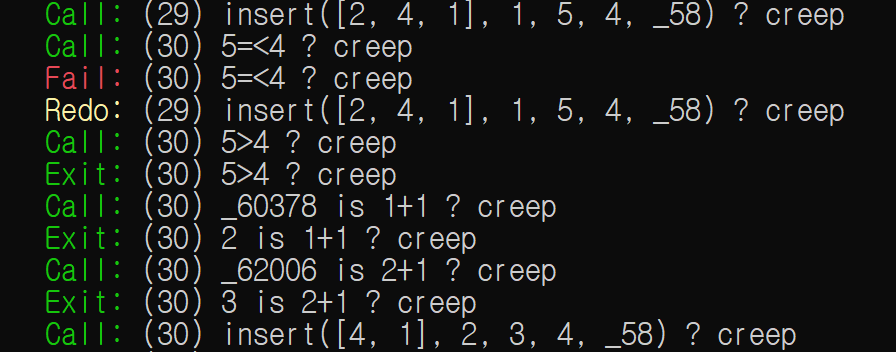 Call: (29) insert([2, 4, 1], 1, 5, 4, _58) ? creep
Call: (30) 5=<4 ? creep
Fail: (30) 5=<4 ? creep
Redo: (29) insert([2, 4, 1], 1, 5, 4, _58) ? creep
Call: (30) 5>4 ? creep
Exit: (30) 5>4 ? creep
Call: (30) _60378 is 1+1 ? creep
Exit: (30) 2 is 1+1 ? creep
Call: (30) _62006 is 2+1 ? creep
Exit: (30) 3 is 2+1 ? creep
Call: (30) insert([4, 1], 2, 3, 4, _58) ? creep